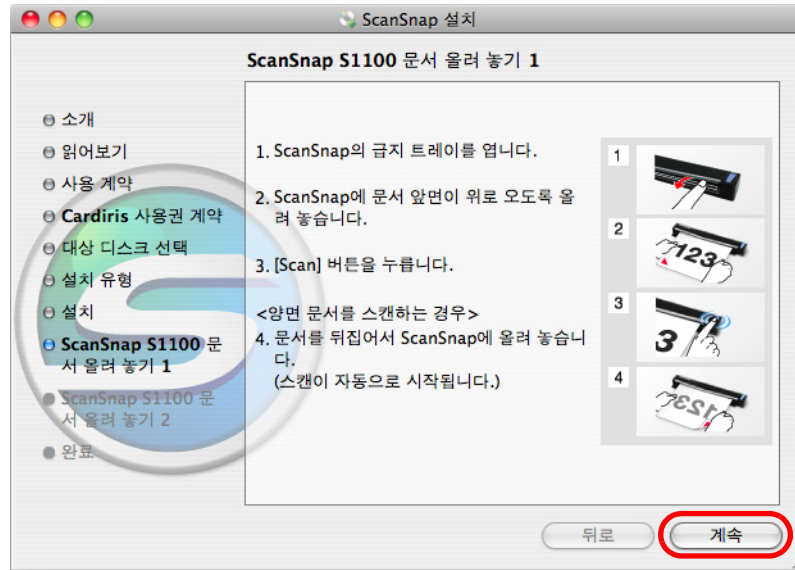 ScanSnap 설치
ScanSnap S1100 문서 올려 놓기 1
소개
읽어보기
사용 계약
Cardiris 사용권 계약
대상 디스크 선택
설치 유형
설치
ScanSnap S1100 문
서 올려 놓기 1
ScanSnap S1100 문
서 올려 놓기 2
완료
1. ScanSnap의 급지 트레이를 엽니다.
2. ScanSnap에 문서 앞면이 위로 오도록 올
려 놓습니다.
3. [Scan] 버튼을 누릅니다.
<양면 문서를 스캔하는 경우>
4. 문서를 뒤집어서 ScanSnap에 올려 놓습니
다.
(스캔이 자동으로 시작됩니다.)
1
2
123
3
3
4
123
뒤로
계속